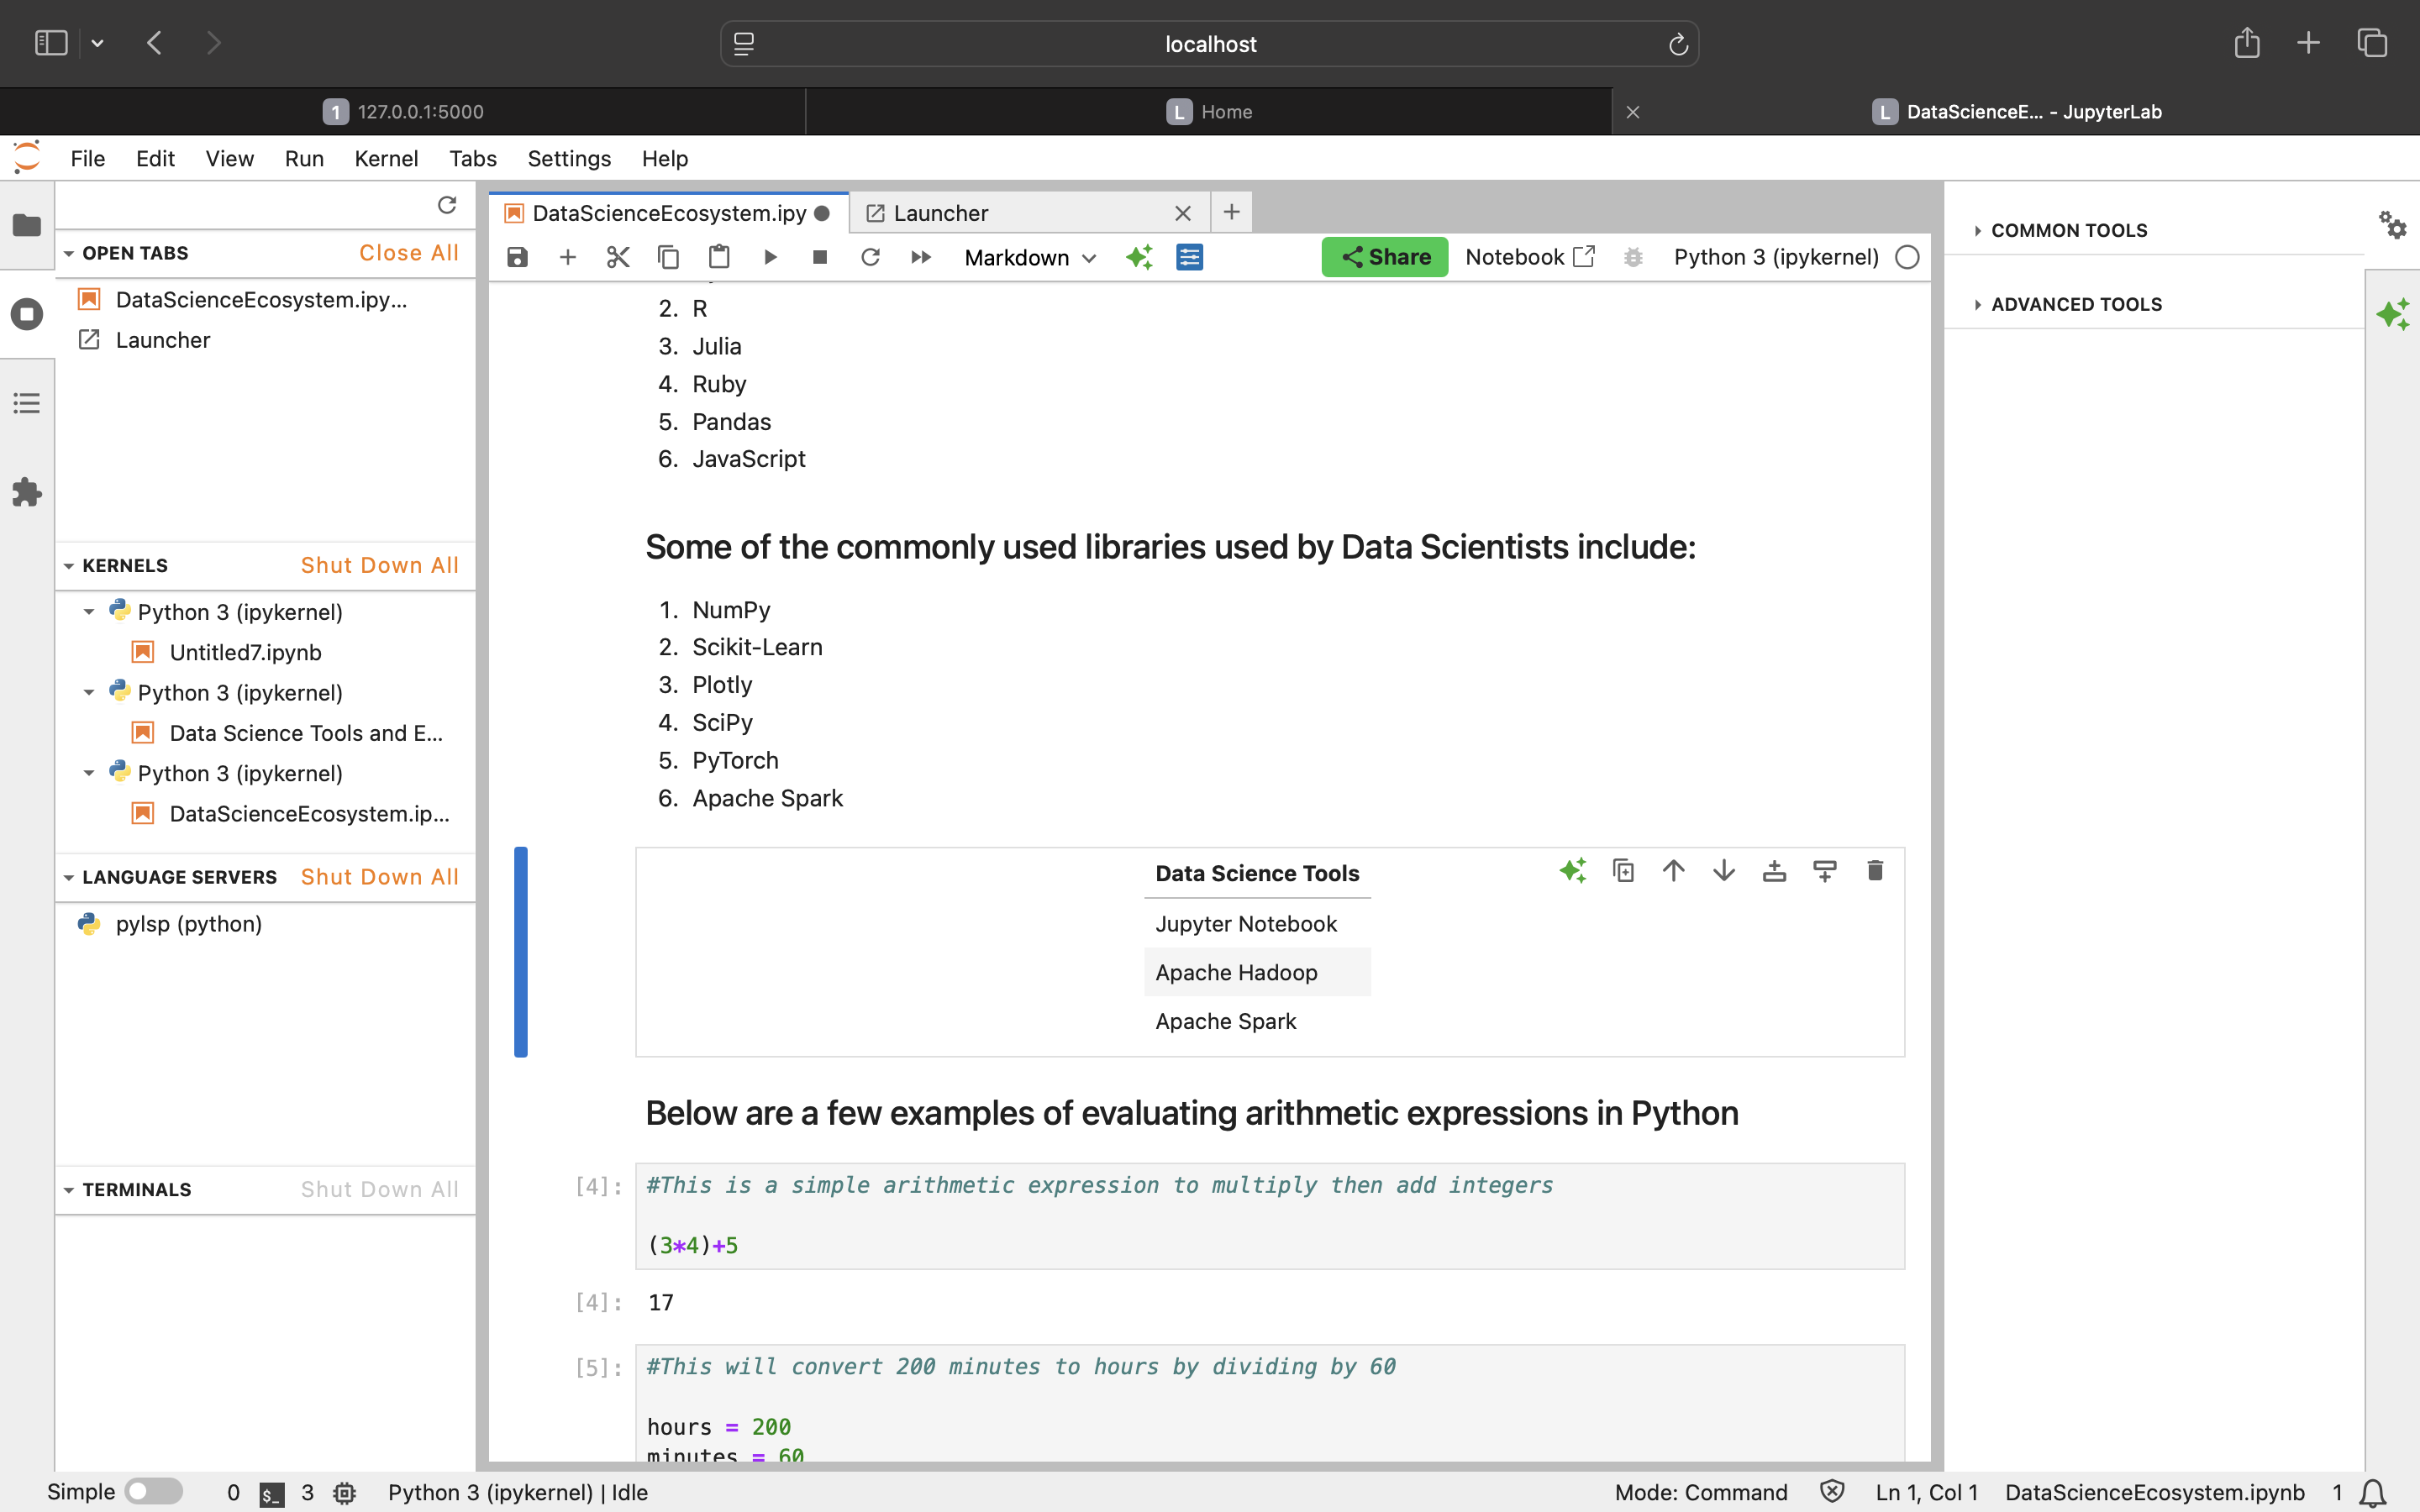 localhost
1 127.0.0.1:5000
L Home
L DataScienceE... - JupyterLab
File Edit View Run Kernel Tabs Settings Help
OPEN TABS Close All
DataScienceEcosystem.ipy...
Launcher
KERNELS Shut Down All
Python 3 (ipykernel)
Untitled7.ipynb
Python 3 (ipykernel)
Data Science Tools and E...
Python 3 (ipykernel)
DataScienceEcosystem.ip...
LANGUAGE SERVERS Shut Down All
pylsp (python)
TERMINALS Shut Down All
DataScienceEcosystem.ipy
Launcher
Markdown
Share
Notebook
Python 3 (ipykernel)
2. R
3. Julia
4. Ruby
5. Pandas
6. JavaScript
Some of the commonly used libraries used by Data Scientists include:
1. NumPy
2. Scikit-Learn
3. Plotly
4. SciPy
5. PyTorch
6. Apache Spark
Data Science Tools
Jupyter Notebook
Apache Hadoop
Apache Spark
Below are a few examples of evaluating arithmetic expressions in Python
[4]: #This is a simple arithmetic expression to multiply then add integers
(3*4)+5
[4]: 17
[5]: #This will convert 200 minutes to hours by dividing by 60
hours = 200
minutes = 60
COMMON TOOLS
ADVANCED TOOLS
Simple 0 $_ 3 Python 3 (ipykernel) | Idle
Mode: Command Ln 1, Col 1 DataScienceEcosystem.ipynb 1